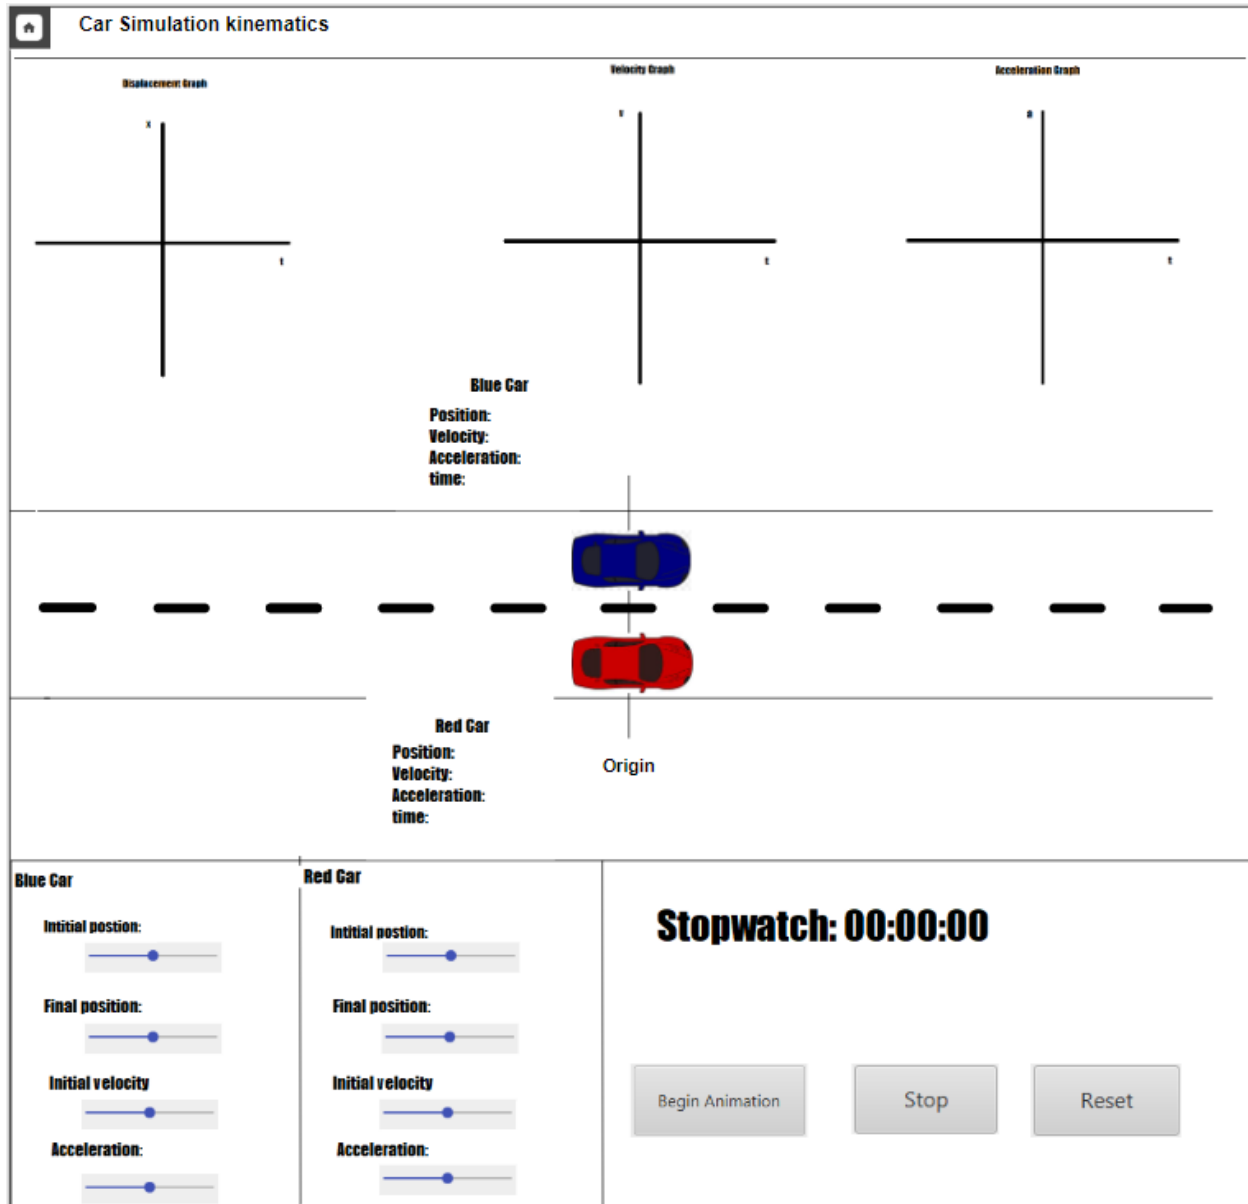 Car Simulation kinematics
Displacement Graph
Velocity Graph
Acceleration Graph
x
v
a
t
t
t
Blue Car
Position:
Velocity:
Acceleration:
time:
Red Car
Position:
Velocity:
Acceleration:
time:
Origin
Blue Car
Intitial postion:
Final position:
Initial velocity
Acceleration:
Red Car
Intitial postion:
Final position:
Initial velocity
Acceleration:
Stopwatch: 00:00:00
Begin Animation
Stop
Reset